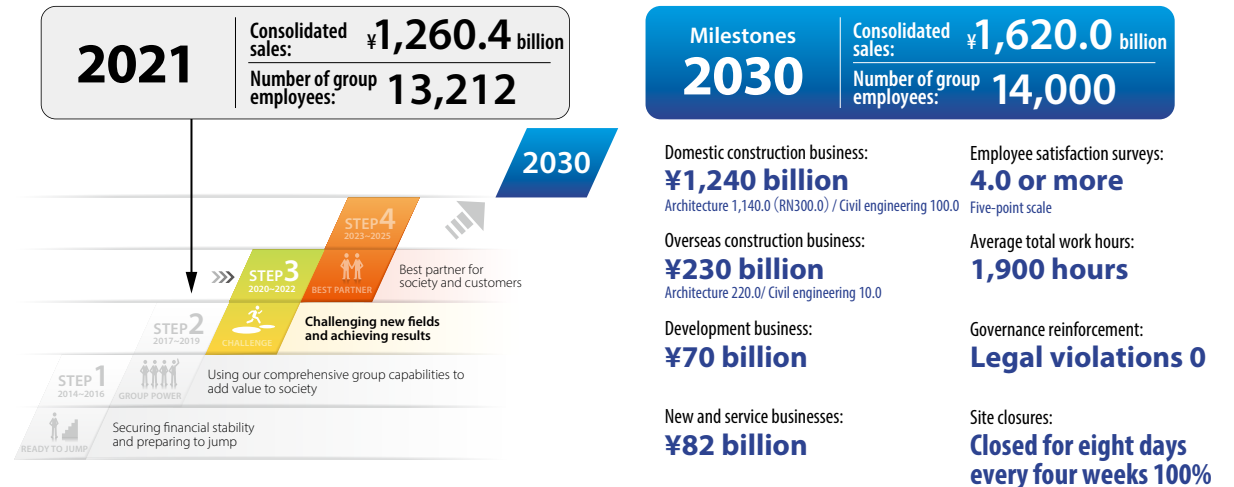 2021
Consolidated
sales:
¥1,260.4 billion
Number of group
employees:
13,212
2030
STEP4
2023~2025
BEST PARTNER
Best partner for
society and customers
STEP3
2020~2022
CHALLENGE
Challenging new fields
and achieving results
STEP2
2017~2019
GROUP POWER
Using our comprehensive group capabilities to
add value to society
STEP1
2014~2016
READY TO JUMP
Securing financial stability
and preparing to jump
Milestones
2030
Consolidated
sales:
¥1,620.0 billion
Number of group
employees:
14,000
Domestic construction business:
¥1,240 billion
Architecture 1,140.0 (RN300.0) / Civil engineering 100.0
Overseas construction business:
¥230 billion
Architecture 220.0/ Civil engineering 10.0
Development business:
¥70 billion
New and service businesses:
¥82 billion
Employee satisfaction surveys:
4.0 or more
Five-point scale
Average total work hours:
1,900 hours
Governance reinforcement:
Legal violations 0
Site closures:
Closed for eight days
every four weeks 100%